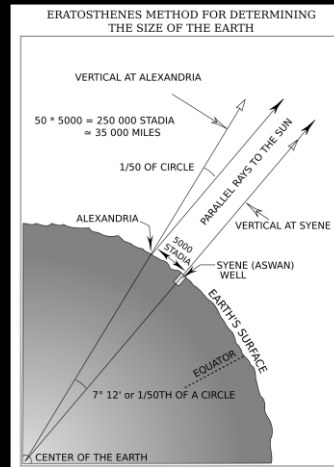 ERATOSTHENES METHOD FOR DETERMINING
THE SIZE OF THE EARTH
VERTICAL AT ALEXANDRIA
50 * 5000 = 250 000 STADIA
≃ 35 000 MILES
1/50 OF CIRCLE
PARALLEL RAYS TO THE SUN
ALEXANDRIA
VERTICAL AT SYENE
5000
STADIA
SYENE (ASWAN)
WELL
EARTH'S SURFACE
EQUATOR
7° 12' or 1/50TH OF A CIRCLE
CENTER OF THE EARTH